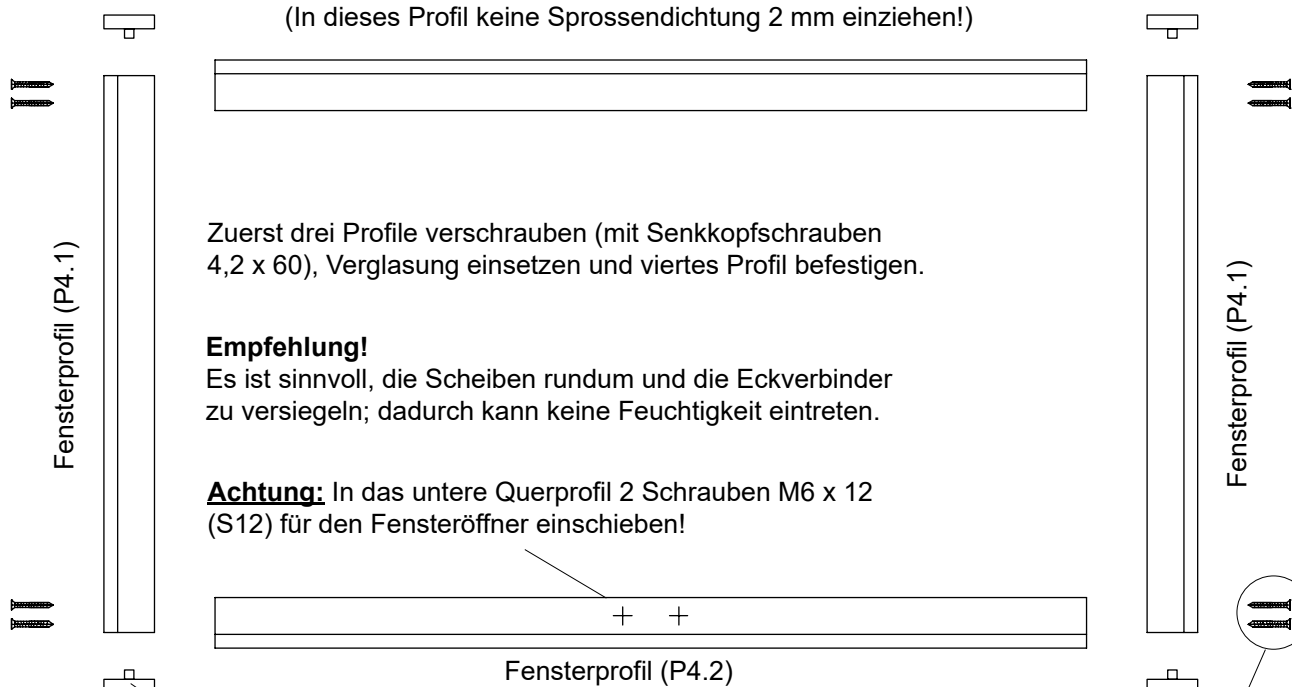 (In dieses Profil keine Sprossendichtung 2 mm einziehen!)
Fensterprofil (P4.1)
Zuerst drei Profile verschrauben (mit Senkkopfschrauben
4,2 x 60), Verglasung einsetzen und viertes Profil befestigen.
Empfehlung!
Es ist sinnvoll, die Scheiben rundum und die Eckverbinder
zu versiegeln; dadurch kann keine Feuchtigkeit eintreten.
Achtung: In das untere Querprofil 2 Schrauben M6 x 12
(S12) für den Fensteröffner einschieben!
Fensterprofil (P4.1)
Fensterprofil (P4.2)